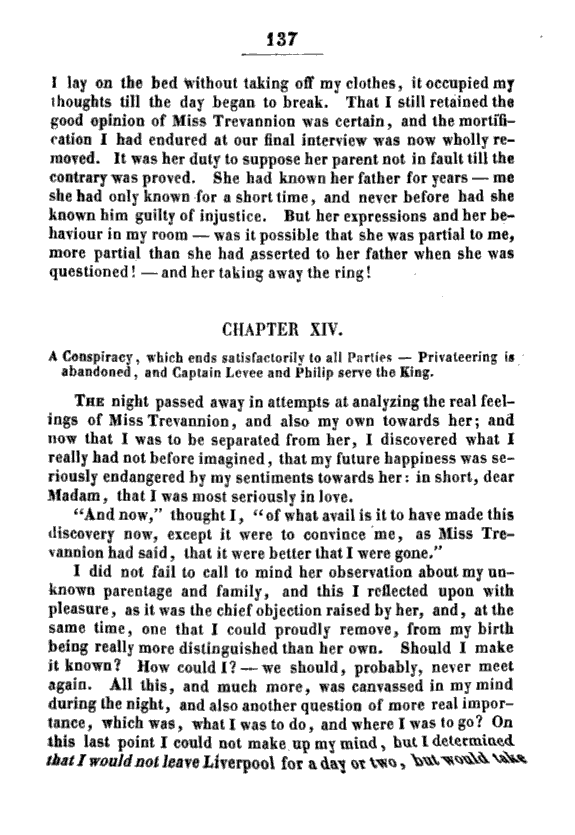 137
I lay on the bed without taking off my clothes, it occupied my
thoughts till the day began to break. That I still retained the
good opinion of Miss Trevannion was certain, and the mortifi-
cation I had endured at our final interview was now wholly re-
moved. It was her duty to suppose her parent not in fault till the
contrary was proved. She had known her father for years — me
she had only known for a short time, and never before had she
known him guilty of injustice. But her expressions and her be-
haviour in my room — was it possible that she was partial to me,
more partial than she had asserted to her father when she was
questioned! — and her taking away the ring!
CHAPTER XIV.
A Conspiracy, which ends satisfactorily to all Parties — Privateering is
abandoned, and Captain Levee and Philip serve the King.
THE night passed away in attempts at analyzing the real feel-
ings of Miss Trevannion, and also my own towards her; and
now that I was to be separated from her, I discovered what I
really had not before imagined, that my future happiness was se-
riously endangered by my sentiments towards her: in short, dear
Madam, that I was most seriously in love.
"And now," thought I, "of what avail is it to have made this
discovery now, except it were to convince me, as Miss Tre-
vannion had said, that it were better that I were gone."
I did not fail to call to mind her observation about my un-
known parentage and family, and this I reflected upon with
pleasure, as it was the chief objection raised by her, and, at the
same time, one that I could proudly remove, from my birth
being really more distinguished than her own. Should I make
it known? How could I? — we should, probably, never meet
again. All this, and much more, was canvassed in my mind
during the night, and also another question of more real impor-
tance, which was, what I was to do, and where I was to go? On
this last point I could not make up my mind, but I determined
that I would not leave Liverpool for a day or two, but would take